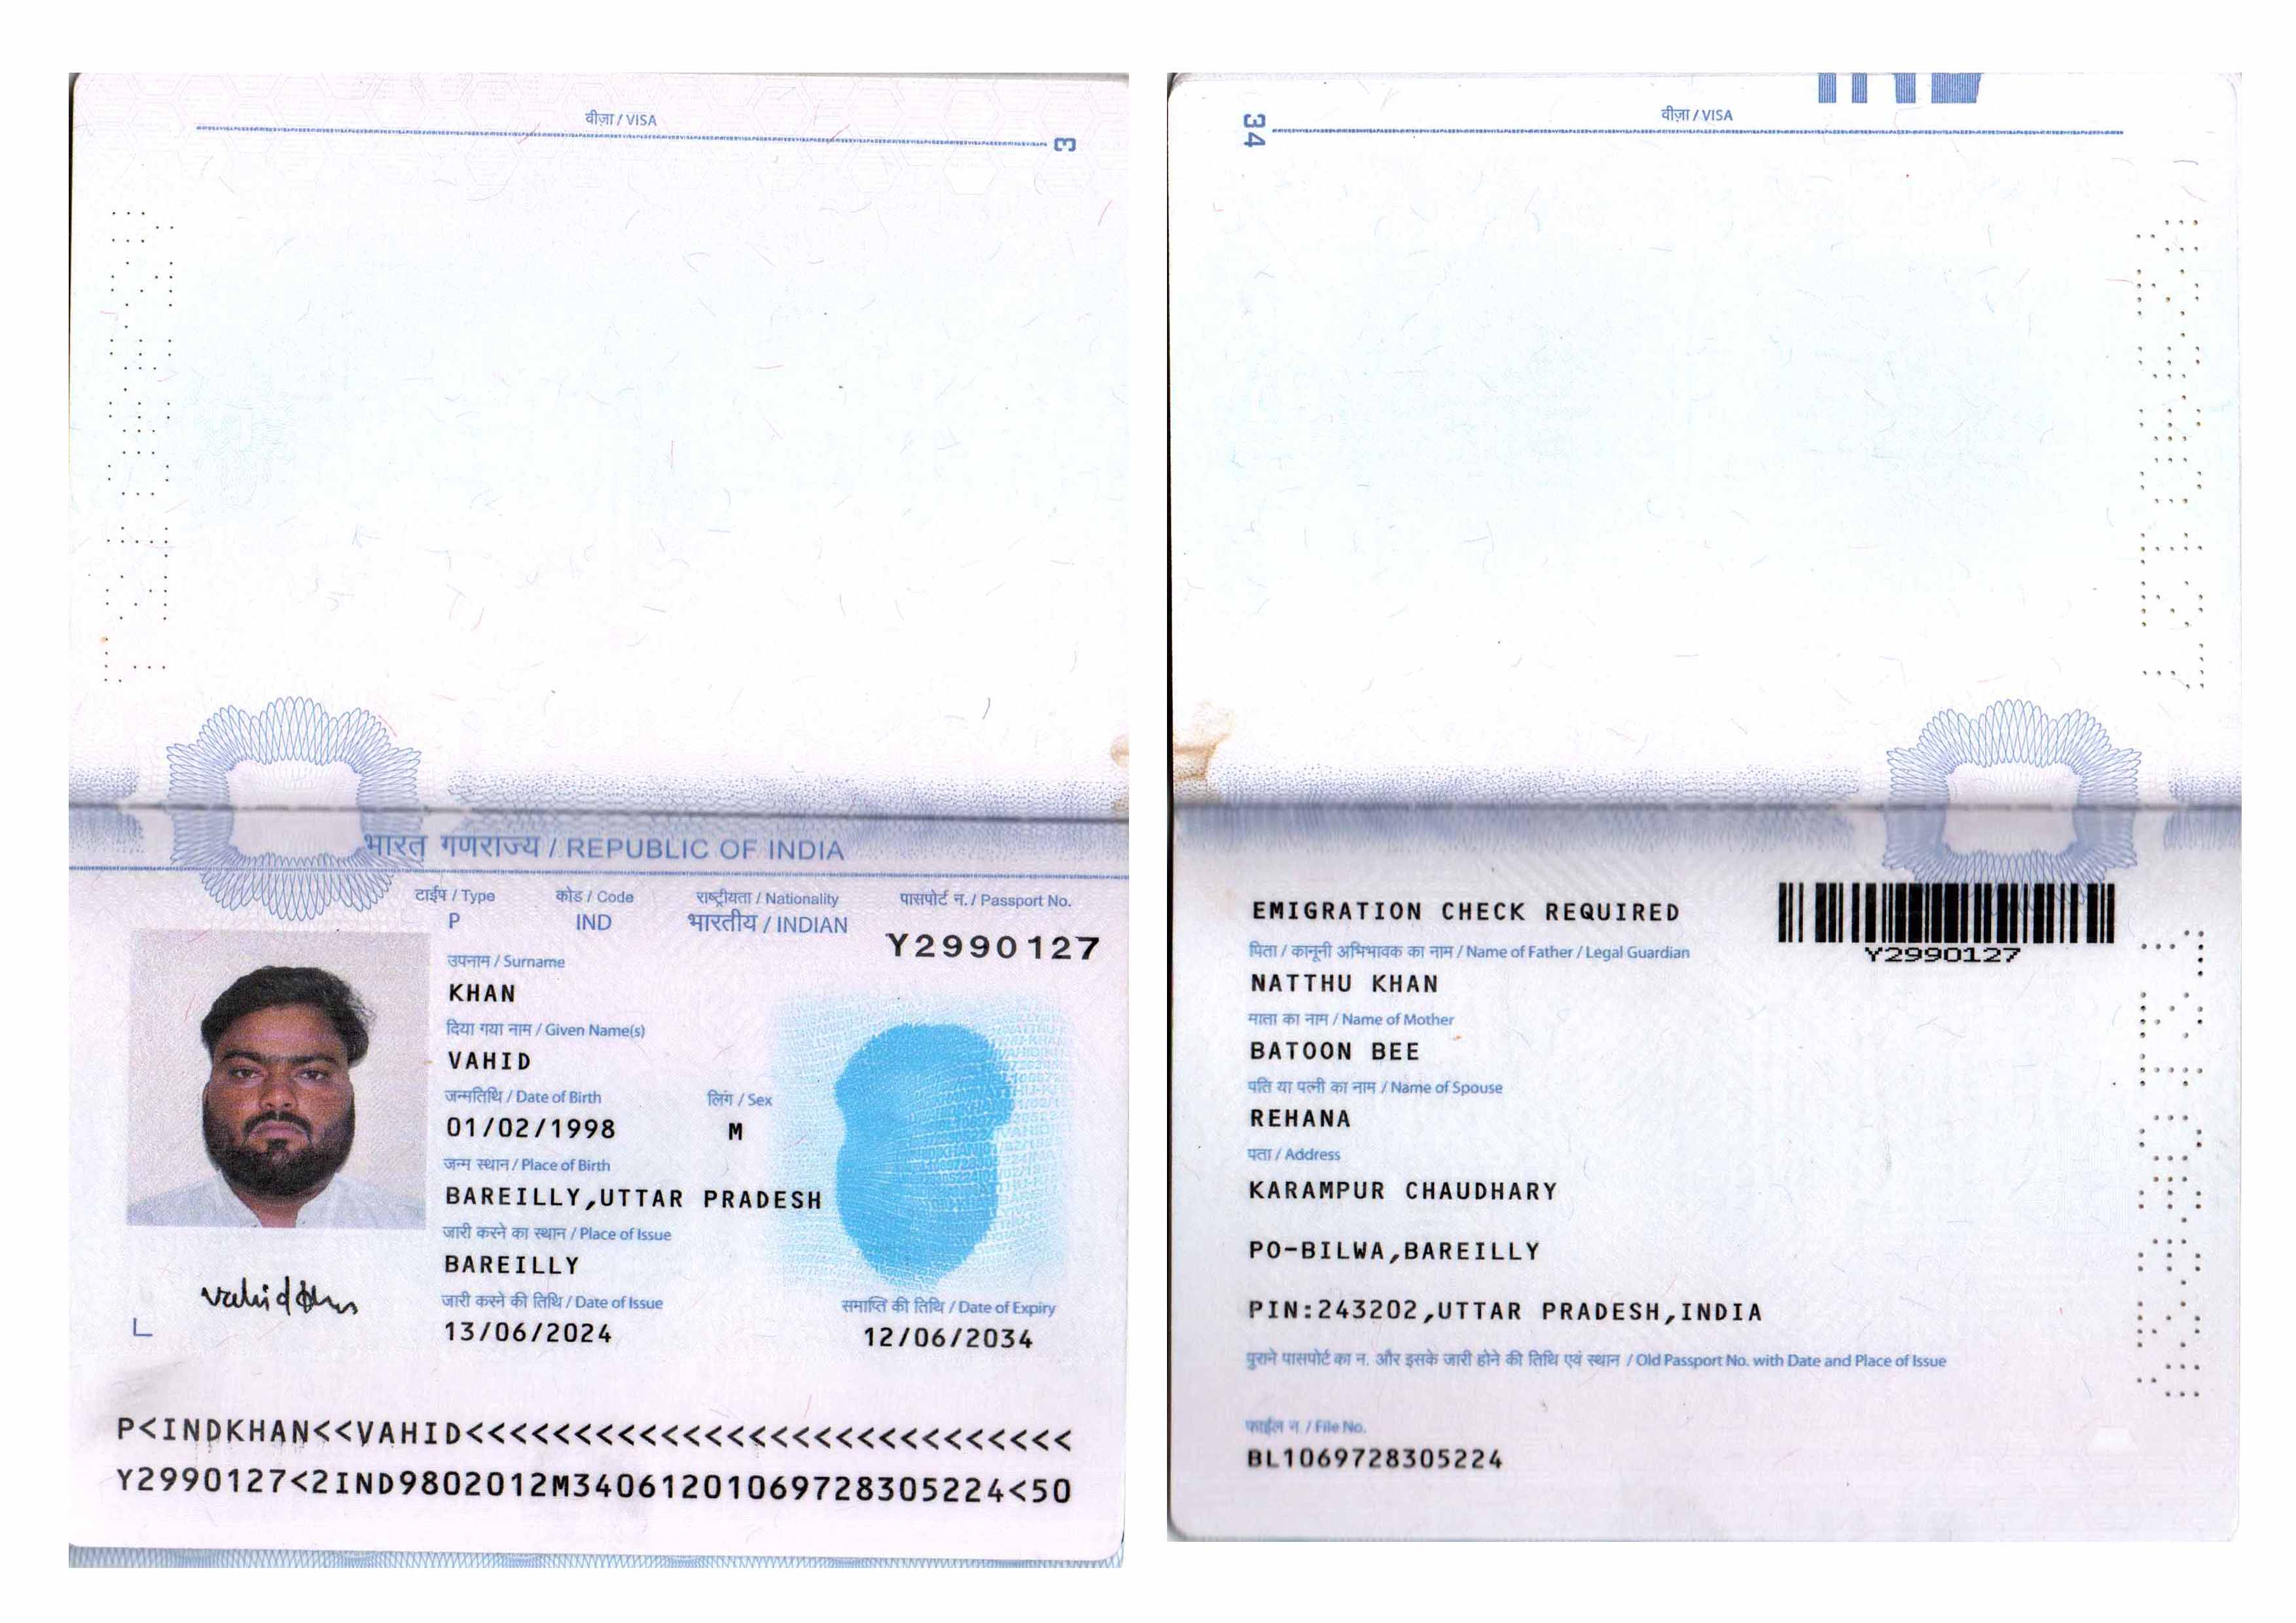 वीज़ा / VISA
3
भारत गणराज्य / REPUBLIC OF INDIA
टाईप / Type कोड / Code राष्ट्रीयता / Nationality पासपोर्ट न. / Passport No.
P IND भारतीय / INDIAN Y2990127
उपनाम / Surname
KHAN
दिया गया नाम / Given Name(s)
VAHID
जन्मतिथि / Date of Birth लिंग / Sex
01/02/1998 M
जन्म स्थान / Place of Birth
BAREILLY,UTTAR PRADESH
जारी करने का स्थान / Place of Issue
BAREILLY
जारी करने की तिथि / Date of Issue समाप्ति की तिथि / Date of Expiry
13/06/2024 12/06/2034
P<INDKHAN<<VAHID<<<<<<<<<<<<<<<<<<<<<<<<<<<<
Y2990127<2IND9802012M34061201069728305224<50
34
वीज़ा / VISA
EMIGRATION CHECK REQUIRED
Y2990127
पिता / कानूनी अभिभावक का नाम / Name of Father / Legal Guardian
NATTHU KHAN
माता का नाम / Name of Mother
BATOON BEE
पति या पत्नी का नाम / Name of Spouse
REHANA
पता / Address
KARAMPUR CHAUDHARY
PO-BILWA,BAREILLY
PIN:243202,UTTAR PRADESH,INDIA
पुराने पासपोर्ट का न. और इसके जारी होने की तिथि एवं स्थान / Old Passport No. with Date and Place of Issue
फाईल न / File No.
BL1069728305224